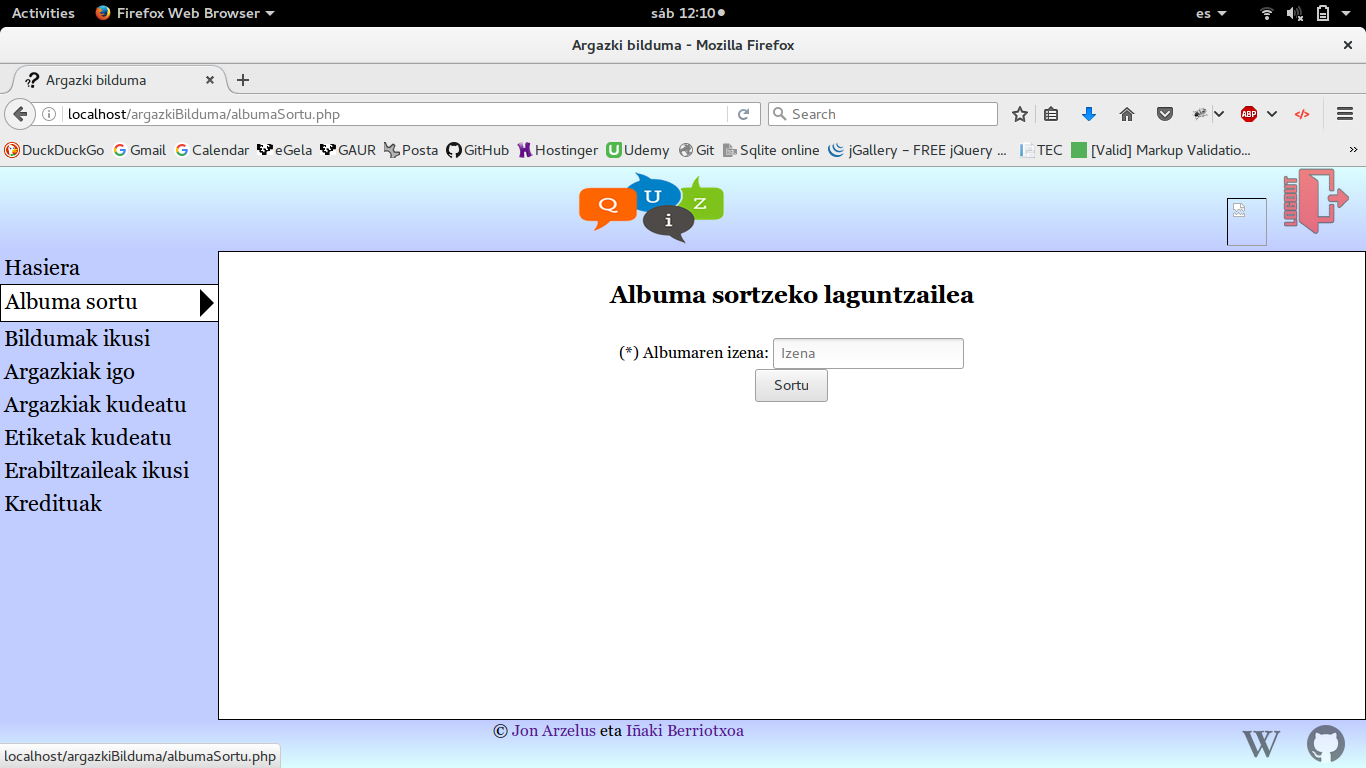 Activities Firefox Web Browser sáb 12:10 es
Argazki bilduma - Mozilla Firefox
Argazki bilduma
localhost/argazkiBilduma/albumaSortu.php Search ABP
DuckDuckGo Gmail Calendar eGela GAUR Posta GitHub Hostinger Udemy Git Sqlite online jGallery – FREE jQuery ... TEC [Valid] Markup Validatio...
Q U i Z
LOGOUT
Hasiera
Albuma sortu
Bildumak ikusi
Argazkiak igo
Argazkiak kudeatu
Etiketak kudeatu
Erabiltzaileak ikusi
Kredituak
Albuma sortzeko laguntzailea
(*) Albumaren izena: Izena
Sortu
© Jon Arzelus eta Iñaki Berriotxoa
W
localhost/argazkiBilduma/albumaSortu.php